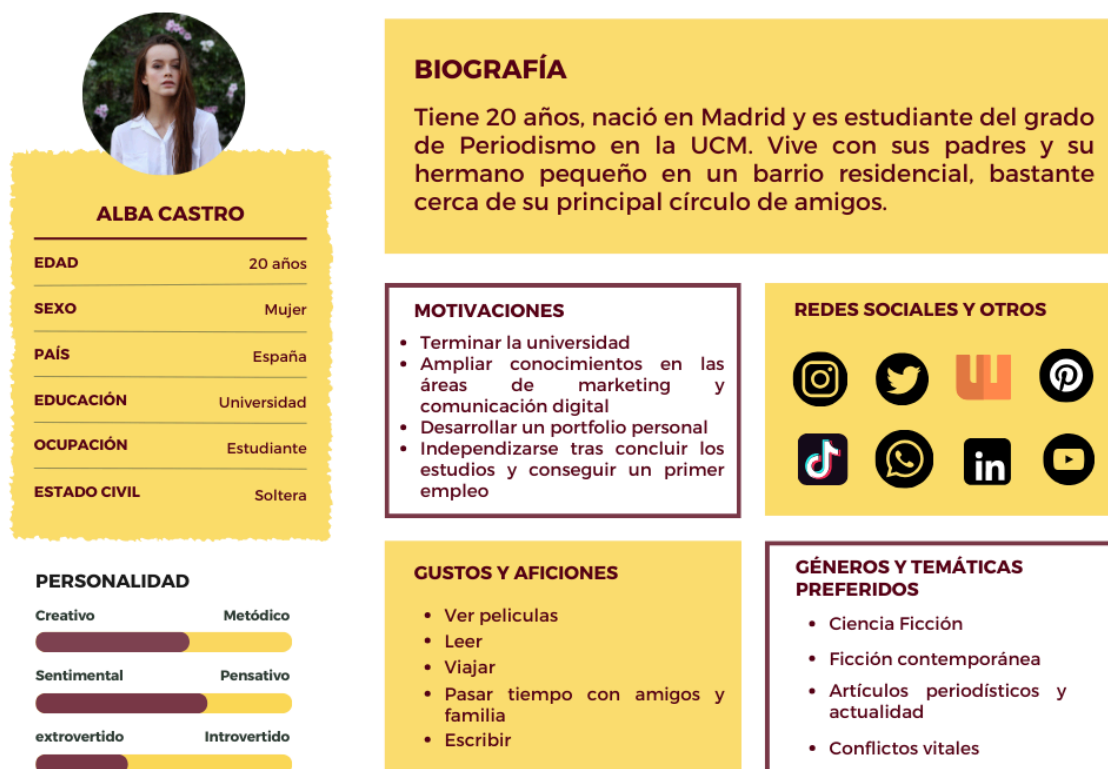 ALBA CASTRO
EDAD 20 años
SEXO Mujer
PAÍS España
EDUCACIÓN Universidad
OCUPACIÓN Estudiante
ESTADO CIVIL Soltera
PERSONALIDAD
Creativo Metódico
Sentimental Pensativo
extrovertido Introvertido
BIOGRAFÍA
Tiene 20 años, nació en Madrid y es estudiante del grado
de Periodismo en la UCM. Vive con sus padres y su
hermano pequeño en un barrio residencial, bastante
cerca de su principal círculo de amigos.
MOTIVACIONES
• Terminar la universidad
• Ampliar conocimientos en las
áreas de marketing y
comunicación digital
• Desarrollar un portfolio personal
• Independizarse tras concluir los
estudios y conseguir un primer
empleo
REDES SOCIALES Y OTROS
in
GUSTOS Y AFICIONES
• Ver peliculas
• Leer
• Viajar
• Pasar tiempo con amigos y
familia
• Escribir
GÉNEROS Y TEMÁTICAS
PREFERIDOS
• Ciencia Ficción
• Ficción contemporánea
• Artículos periodísticos y
actualidad
• Conflictos vitales